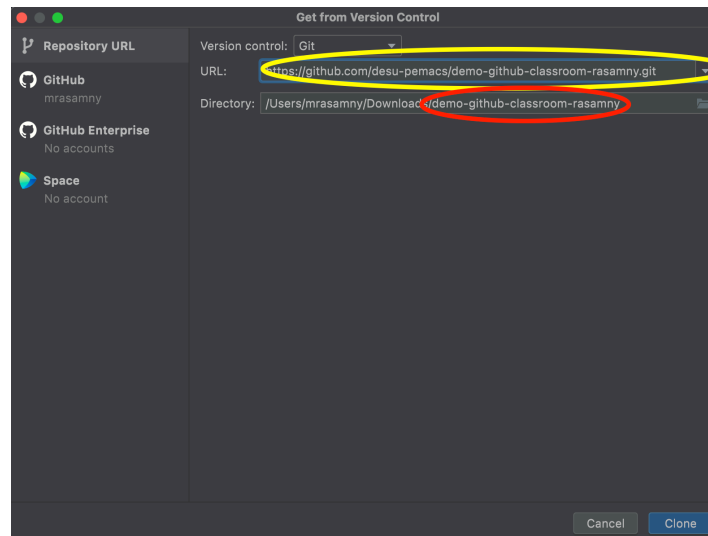 Get from Version Control
Repository URL
GitHub
mrasamny
GitHub Enterprise
No accounts
Space
No account
Version control: Git
URL: https://github.com/desu-pemacs/demo-github-classroom-rasamny.git
Directory: /Users/mrasamny/Downloads/demo-github-classroom-rasamny
Cancel Clone